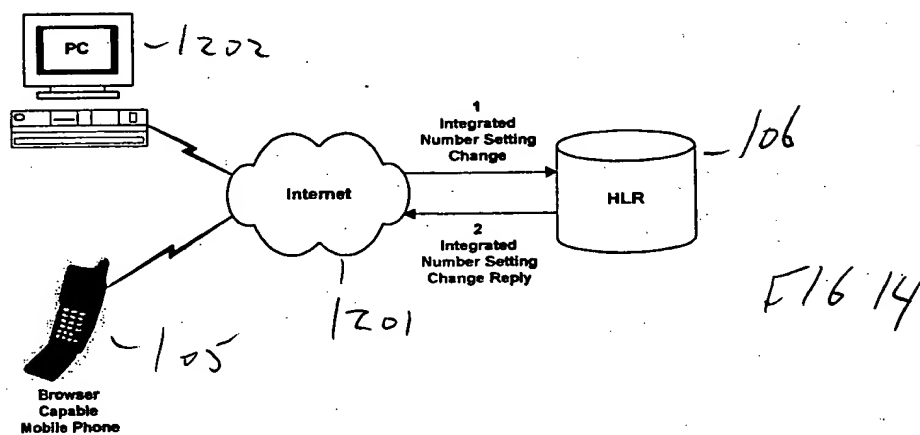 PC
1202
1
Integrated
Number Setting
Change
106
Internet
HLR
2
Integrated
Number Setting
Change Reply
FIG 14
1201
105
Browser
Capable
Mobile Phone